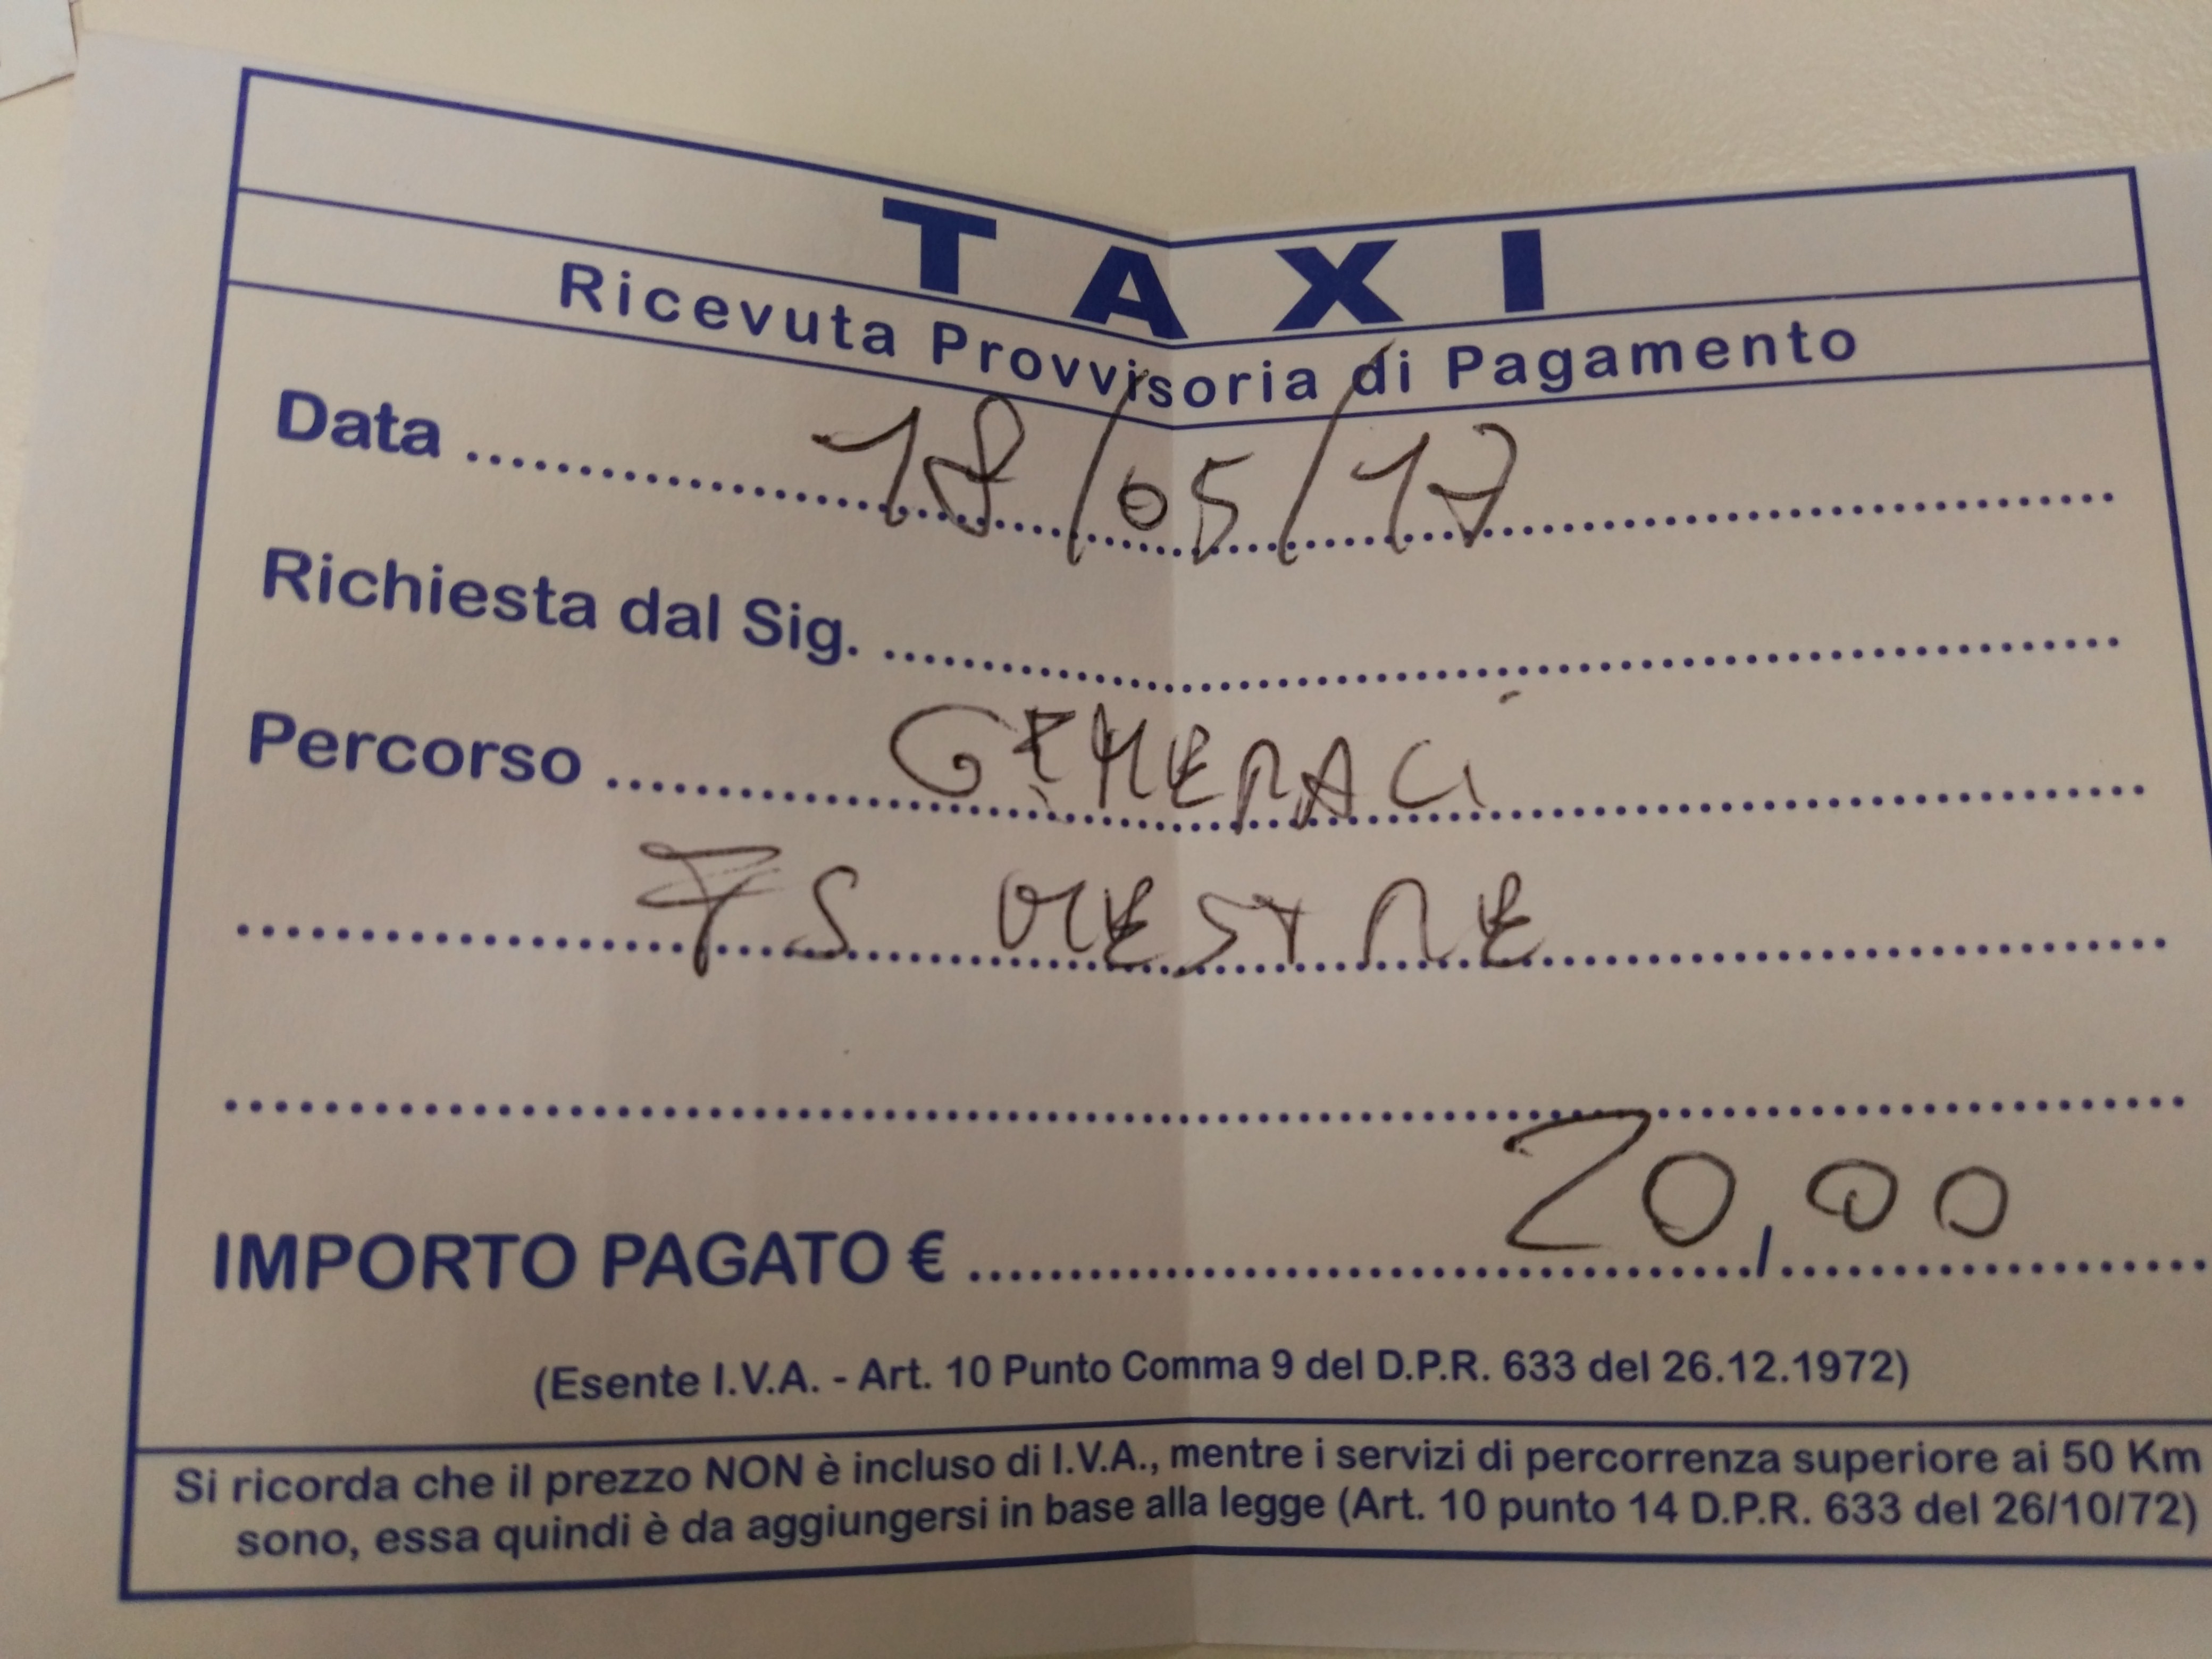 TAXI
Ricevuta Provvisoria di Pagamento
Data 18/05/17
Richiesta dal Sig.
Percorso GENERALI
FS MESTRE
IMPORTO PAGATO € 20,00
(Esente I.V.A. - Art. 10 Punto Comma 9 del D.P.R. 633 del 26.12.1972)
Si ricorda che il prezzo NON è incluso di I.V.A., mentre i servizi di percorrenza superiore ai 50 Km
sono, essa quindi è da aggiungersi in base alla legge (Art. 10 punto 14 D.P.R. 633 del 26/10/72)